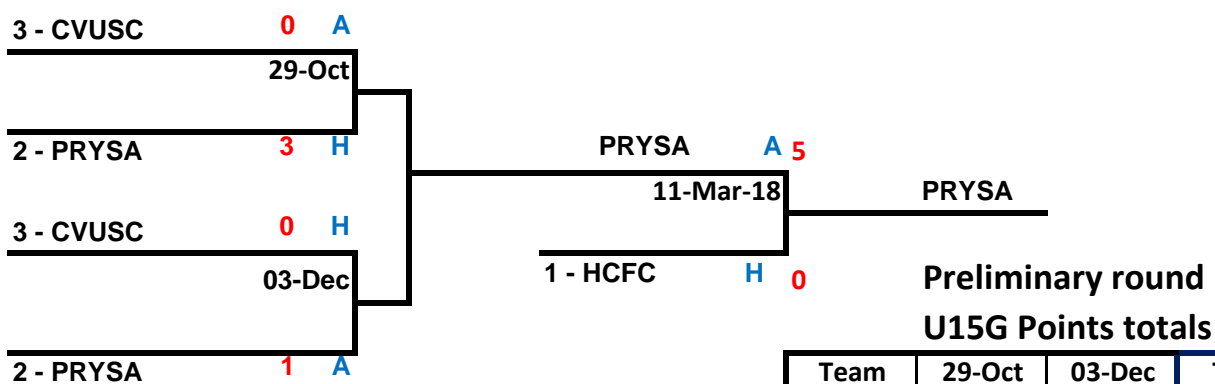 3 - CVUSC 0 A
29-Oct
2 - PRYSA 3 H
PRYSA A 5
11-Mar-18
PRYSA
3 - CVUSC 0 H
1 - HCFC H 0
03-Dec
Preliminary round
U15G Points totals
2 - PRYSA 1 A
Team 29-Oct 03-Dec